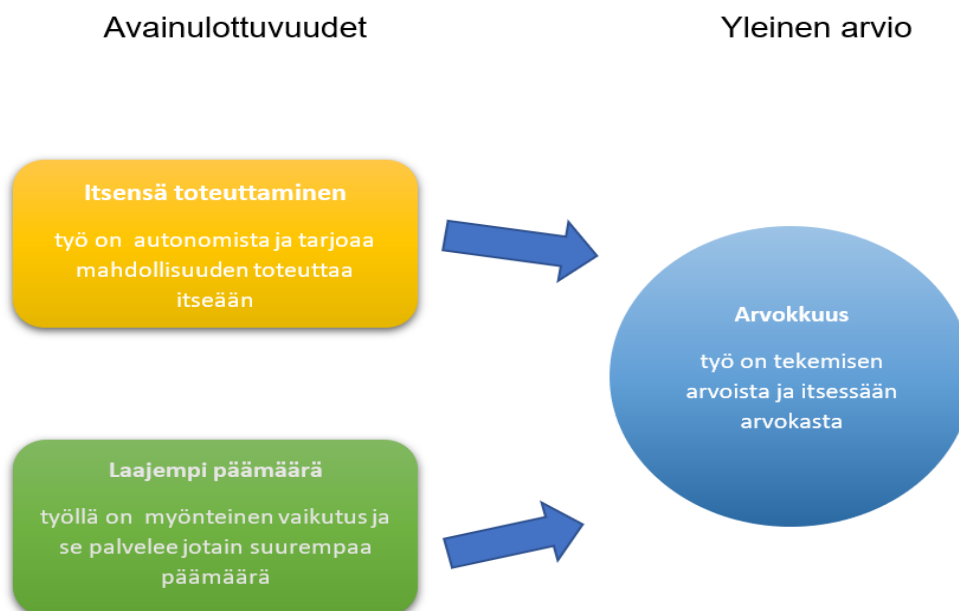 Avainulottuvuudet
Yleinen arvio
Itsensä toteuttaminen
työ on autonomista ja tarjoaa
mahdollisuuden toteuttaa
itseään
Arvokkuus
työ on tekemisen
arvoista ja itsessään
arvokasta
Laajempi päämäärä
työllä on myönteinen vaikutus ja
se palvelee jotain suurempaa
päämäärä